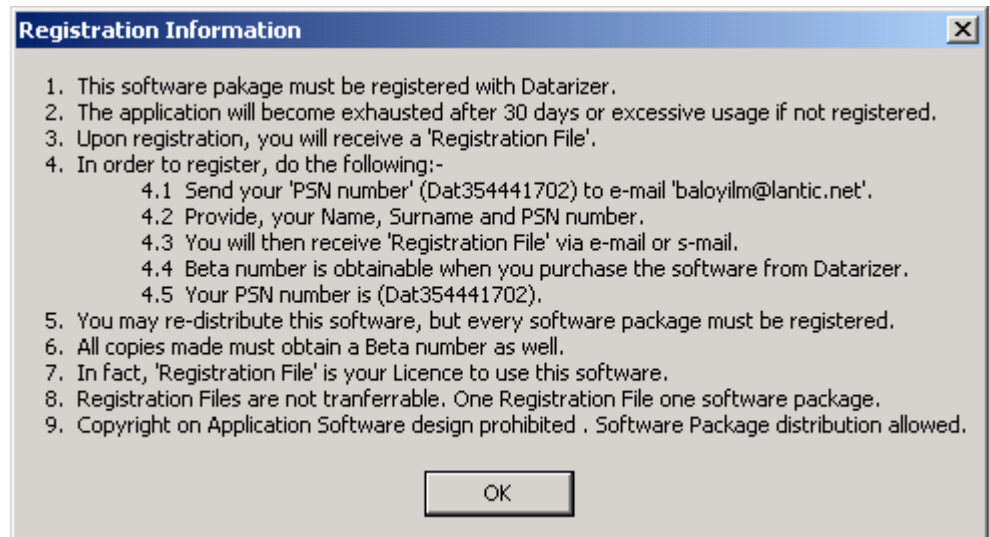 Registration Information
1. This software pakage must be registered with Datarizer.
2. The application will become exhausted after 30 days or excessive usage if not registered.
3. Upon registration, you will receive a 'Registration File'.
4. In order to register, do the following:-
4.1 Send your 'PSN number' (Dat354441702) to e-mail 'baloyilm@lantic.net'.
4.2 Provide, your Name, Surname and PSN number.
4.3 You will then receive 'Registration File' via e-mail or s-mail.
4.4 Beta number is obtainable when you purchase the software from Datarizer.
4.5 Your PSN number is (Dat354441702).
5. You may re-distribute this software, but every software package must be registered.
6. All copies made must obtain a Beta number as well.
7. In fact, 'Registration File' is your Licence to use this software.
8. Registration Files are not tranferrable. One Registration File one software package.
9. Copyright on Application Software design prohibited . Software Package distribution allowed.
OK